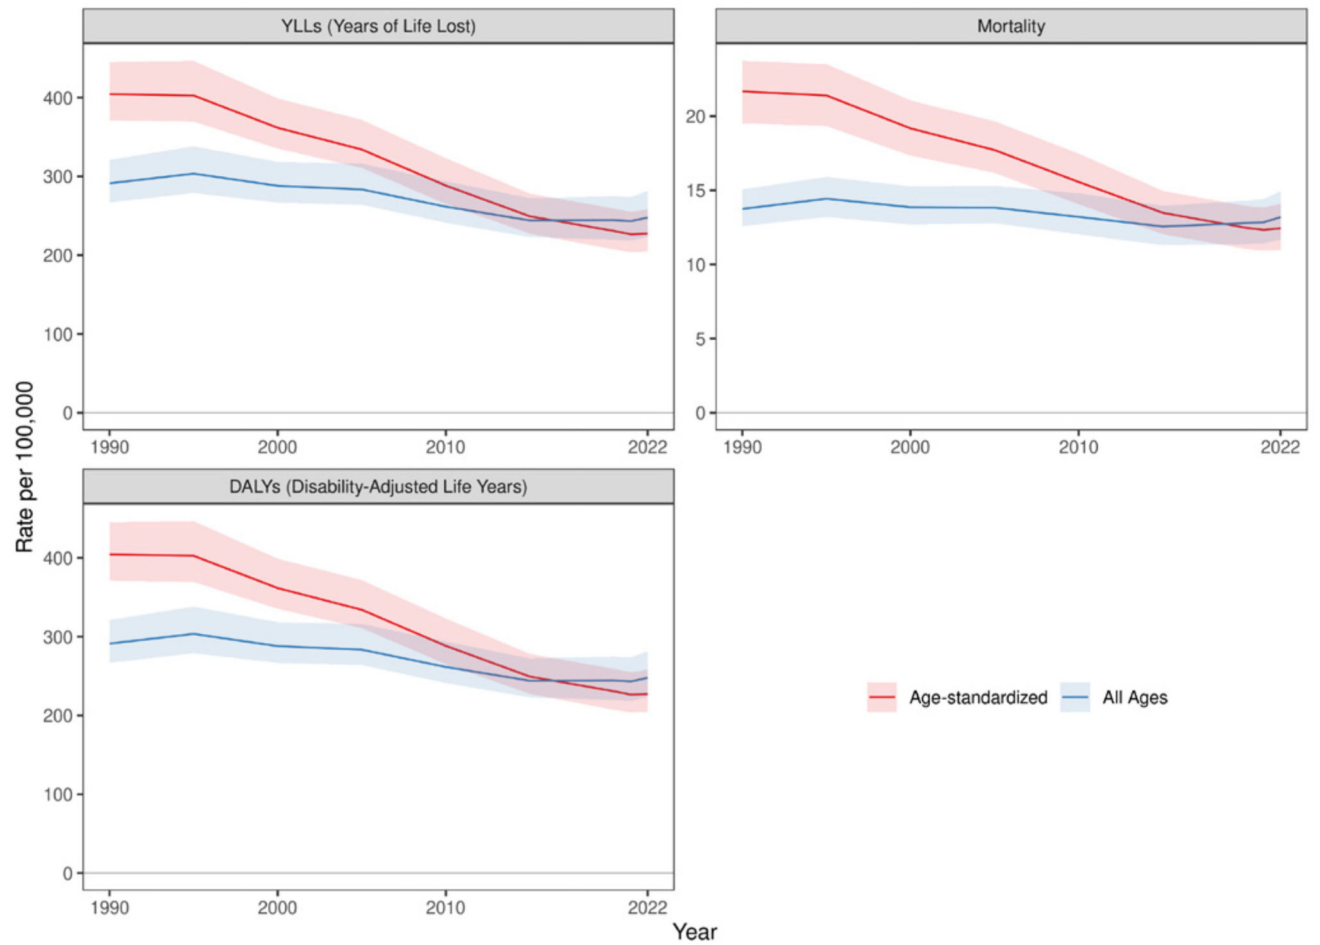 YLLs (Years of Life Lost)
Mortality
400
300
200
100
0
1990 2000 2010 2022
20
15
10
5
0
1990 2000 2010 2022
Rate per 100,000
DALYs (Disability-Adjusted Life Years)
400
300
200
100
0
1990 2000 2010 2022
Age-standardized All Ages
Year